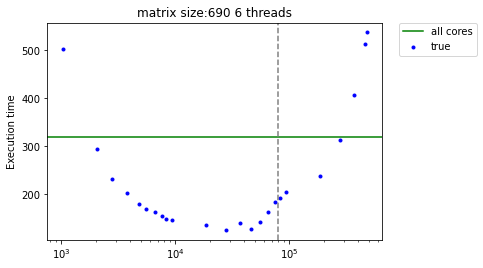 matrix size:690 6 threads
all cores
true
Execution time
500
400
300
200
10³
10⁴
10⁵